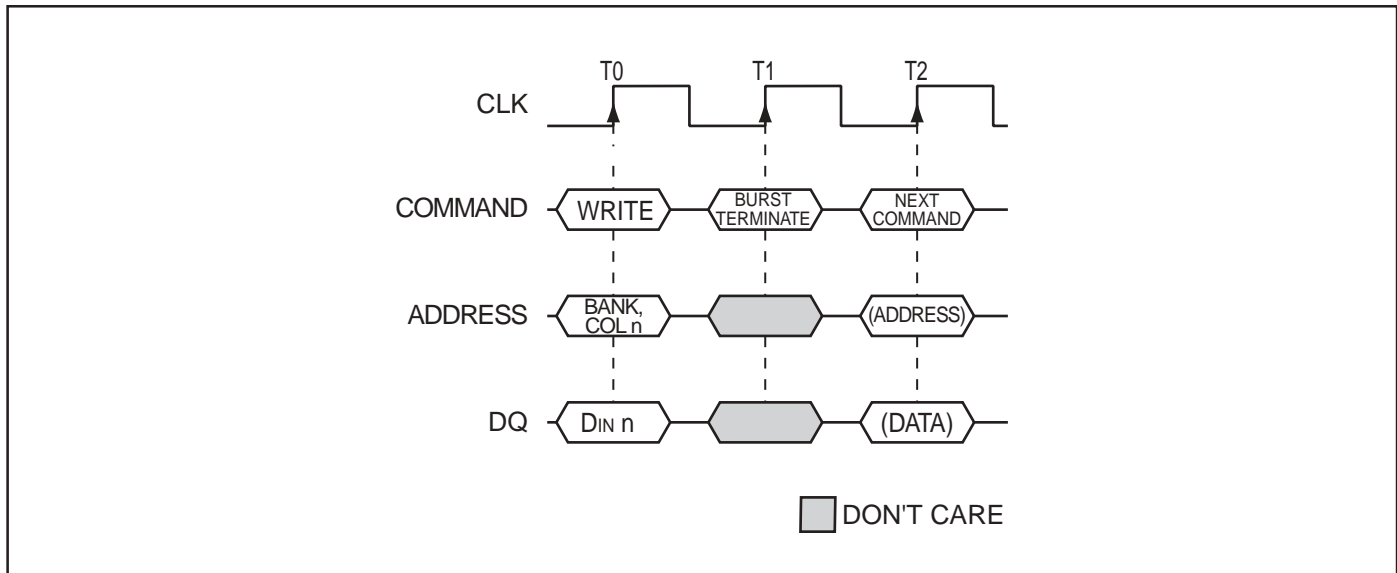 T0 T1 T2
CLK
COMMAND WRITE BURST TERMINATE NEXT COMMAND
ADDRESS BANK, COL n (ADDRESS)
DQ DIN n (DATA)
DON'T CARE